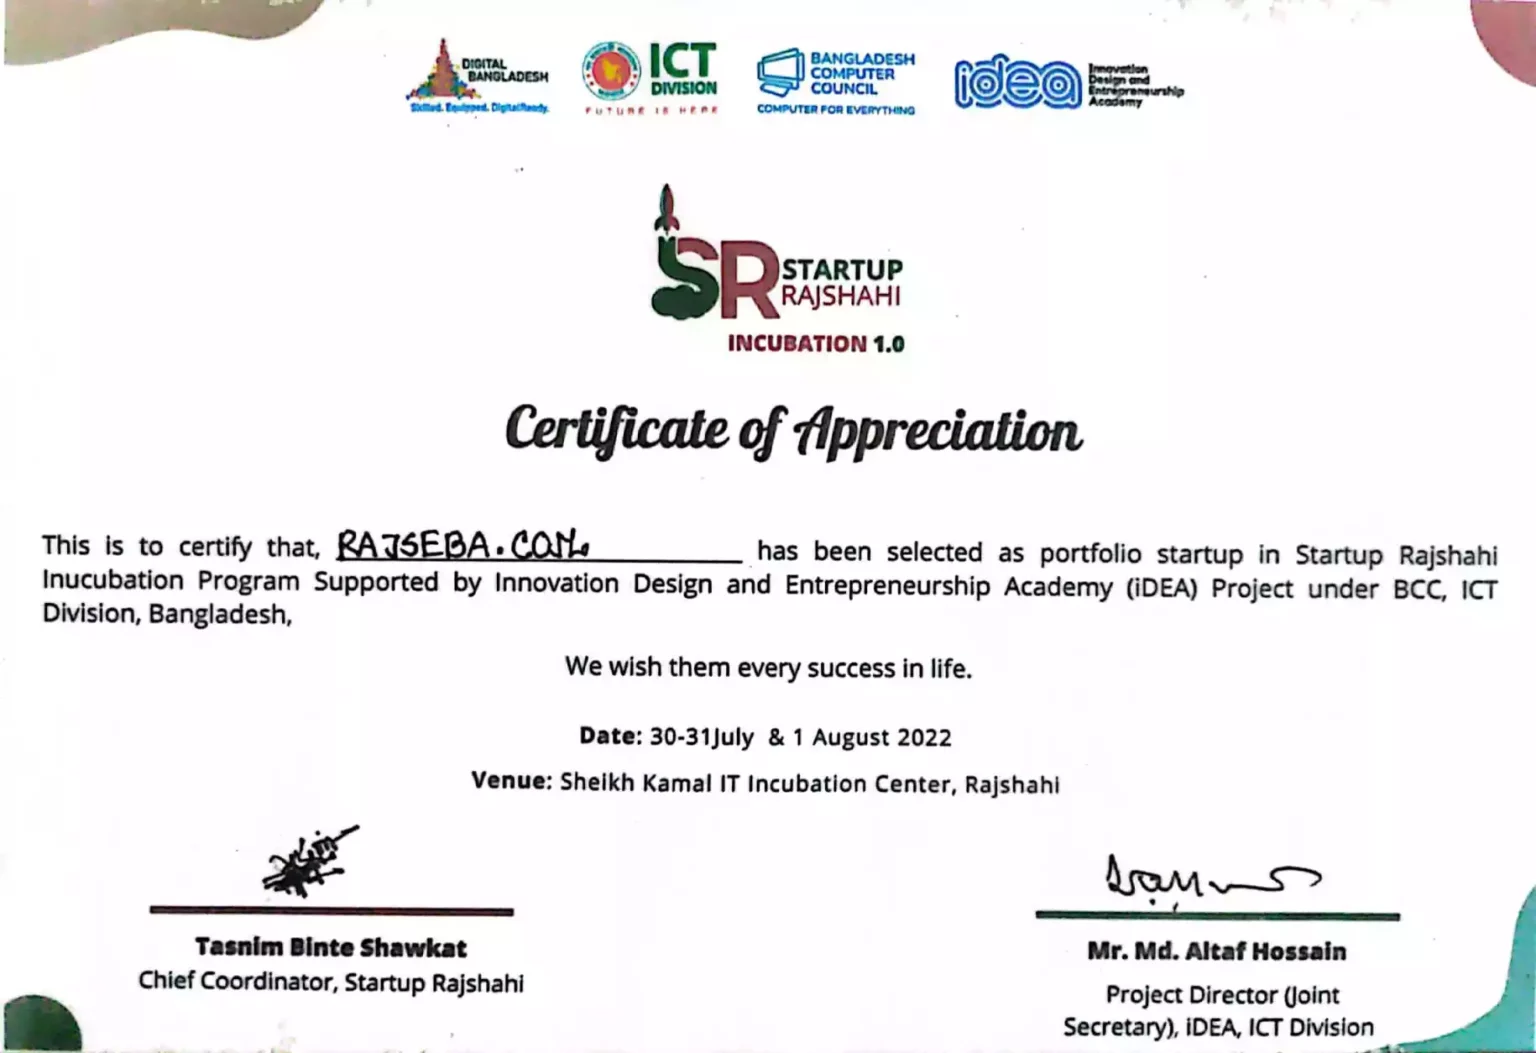 DIGITAL
BANGLADESH
Skilled. Equipped. DigitalReady.
ICT
DIVISION
FUTURE IS HERE
BANGLADESH
COMPUTER
COUNCIL
COMPUTER FOR EVERYTHING
idea
Innovation
Design and
Entrepreneurship
Academy
SR
STARTUP
RAJSHAHI
INCUBATION 1.0
Certificate of Appreciation
This is to certify that, RAJSEBA.COM has been selected as portfolio startup in Startup Rajshahi
Inucubation Program Supported by Innovation Design and Entrepreneurship Academy (iDEA) Project under BCC, ICT
Division, Bangladesh,
We wish them every success in life.
Date: 30-31July & 1 August 2022
Venue: Sheikh Kamal IT Incubation Center, Rajshahi
Tasnim Binte Shawkat
Chief Coordinator, Startup Rajshahi
Mr. Md. Altaf Hossain
Project Director (Joint
Secretary), iDEA, ICT Division